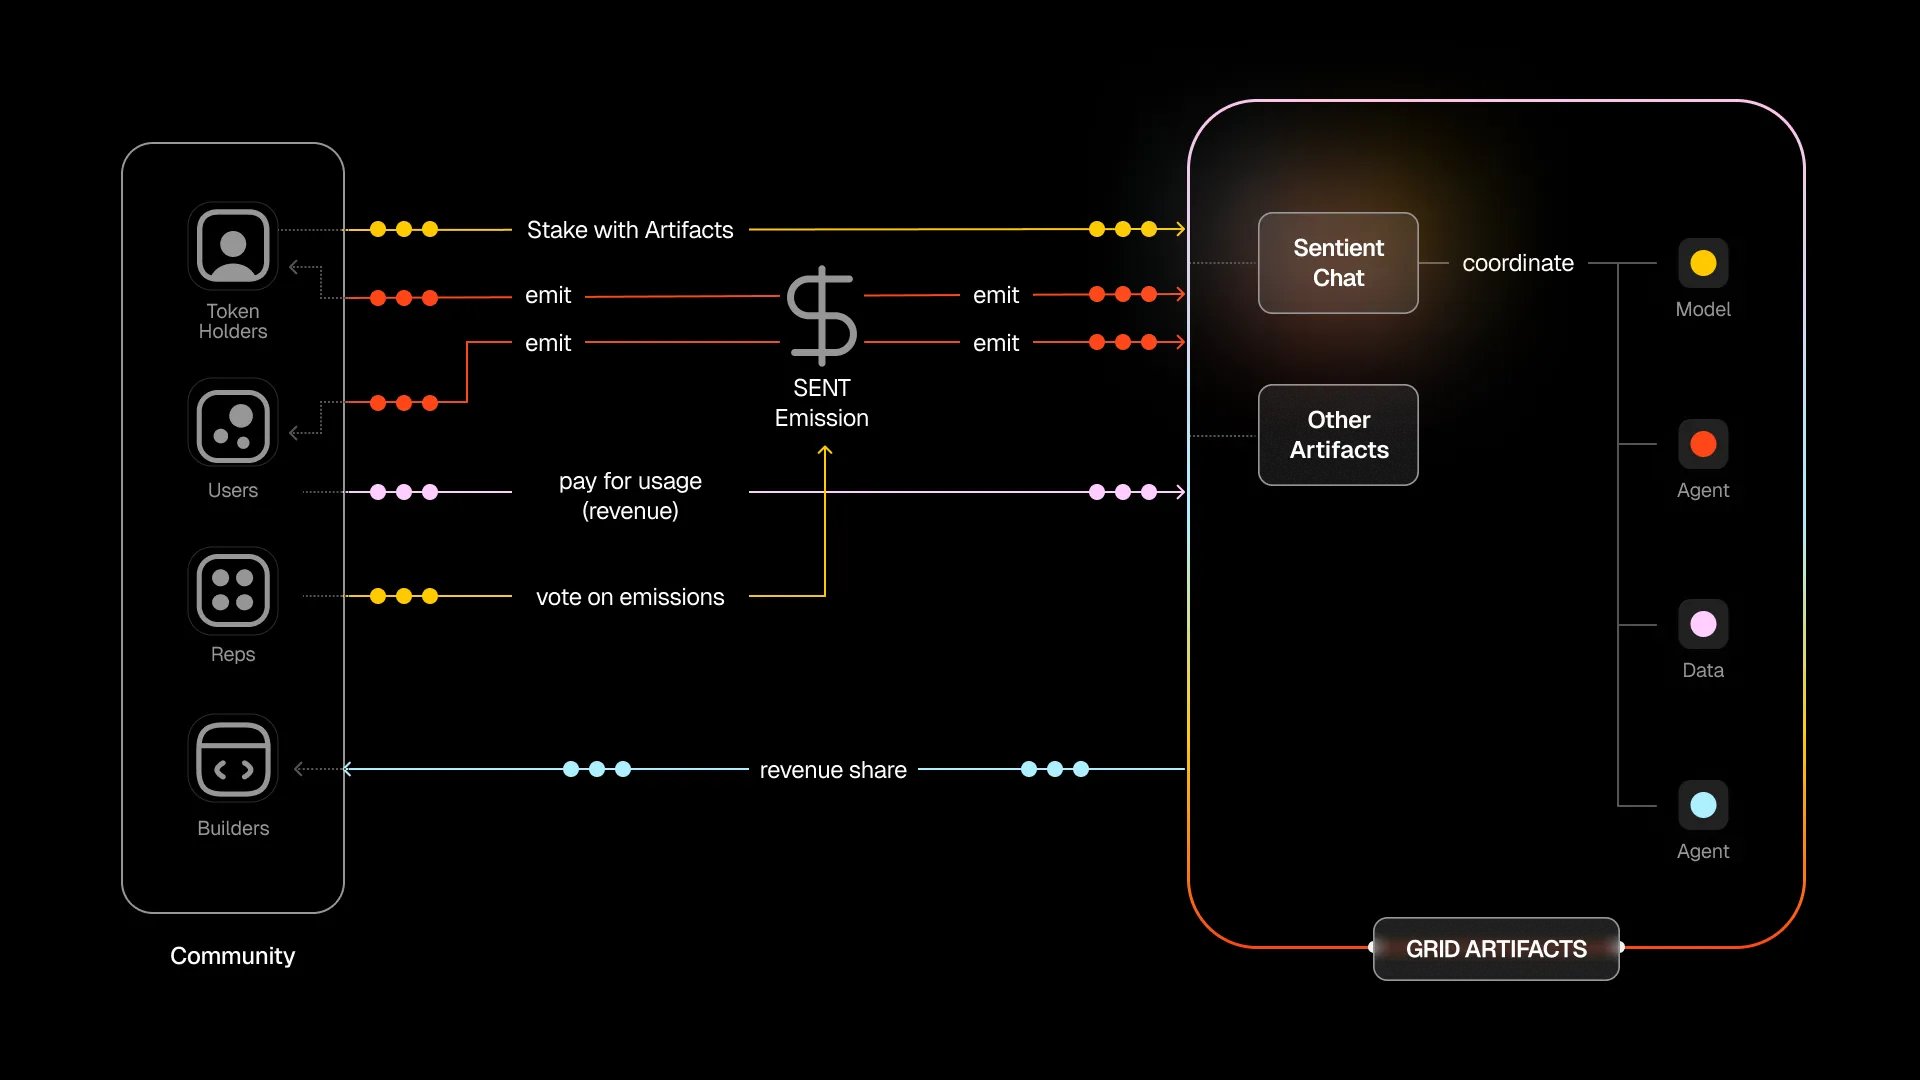 Token
Holders
Users
Reps
Builders
Community
Stake with Artifacts
emit
emit
emit
emit
SENT
Emission
pay for usage
(revenue)
vote on emissions
revenue share
Sentient
Chat
coordinate
Other
Artifacts
Model
Agent
Data
Agent
GRID ARTIFACTS